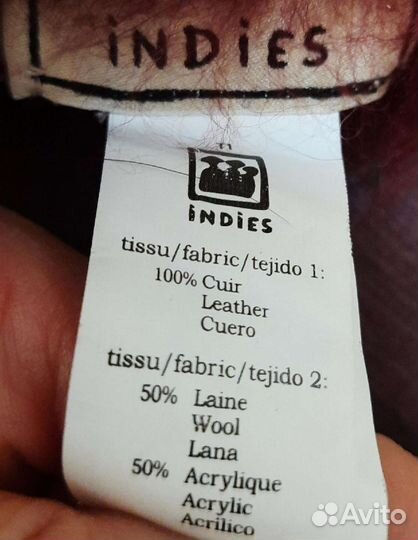 iNDiES
iNDiES
tissu/fabric/tejido 1:
100% Cuir
Leather
Cuero
tissu/fabric/tejido 2:
50% Laine
Wool
Lana
50% Acrylique
Acrylic
Acrilico
Avito